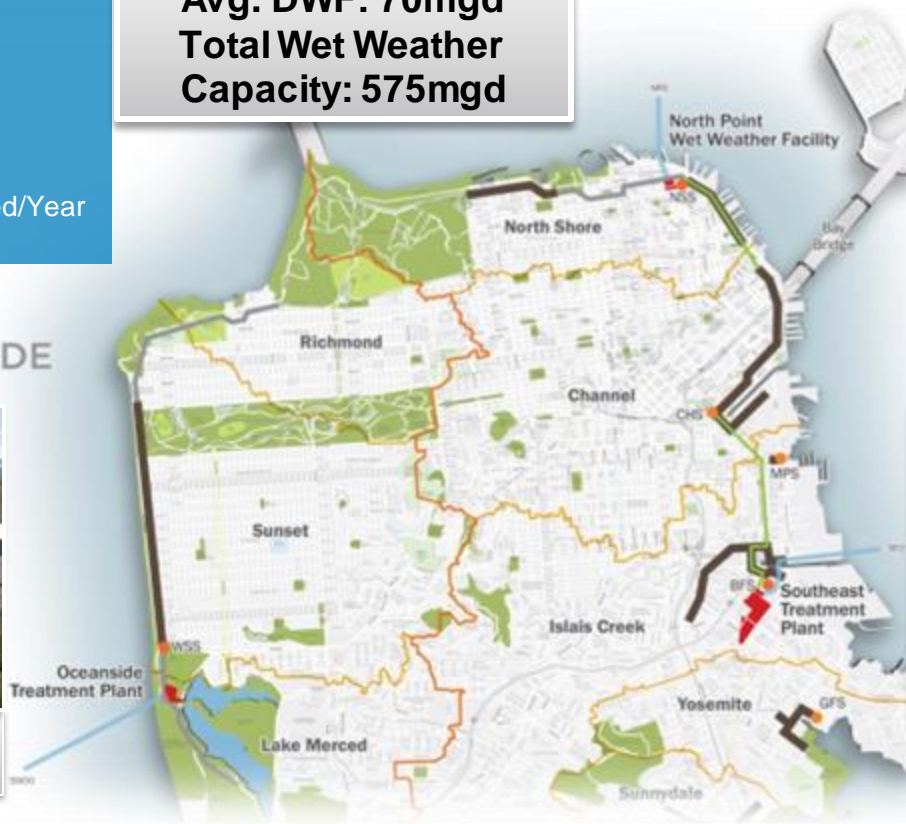 Avg. DWF: 70mgd
Total Wet Weather
Capacity: 575mgd
ed/Year
DE
North Point
Wet Weather Facility
NSS
North Shore
Bay
Bridge
Richmond
Channel
CHS
MPS
Sunset
BFS
Southeast
Treatment
Plant
Islais Creek
WSS
Oceanside
Treatment Plant
Yosemite
GFS
Lake Merced
Sunnydale